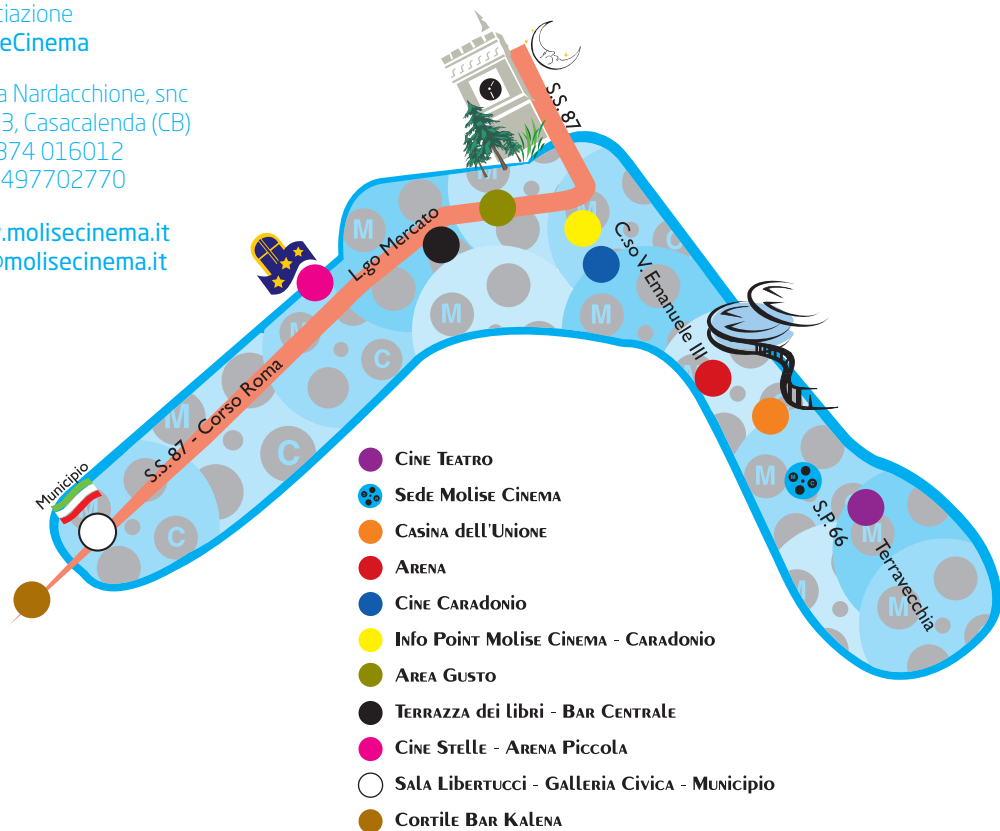 ciazione
eCinema
a Nardacchione, snc
3, Casacalenda (CB)
874 016012
497702770
.molisecinema.it
@molisecinema.it
S.S. 87
L.go Mercato
C.so V. Emanuele III
S.S. 87 - Corso Roma
Municipio
S.P. 66
Terravecchia
M
M
M
M
M
M
M
M
M
M
C
C
C
C
Cine Teatro
Sede Molise Cinema
Casina dell'Unione
Arena
Cine Caradonio
Info Point Molise Cinema - Caradonio
Area Gusto
Terrazza dei libri - Bar Centrale
Cine Stelle - Arena Piccola
Sala Libertucci - Galleria Civica - Municipio
Cortile Bar Kalena